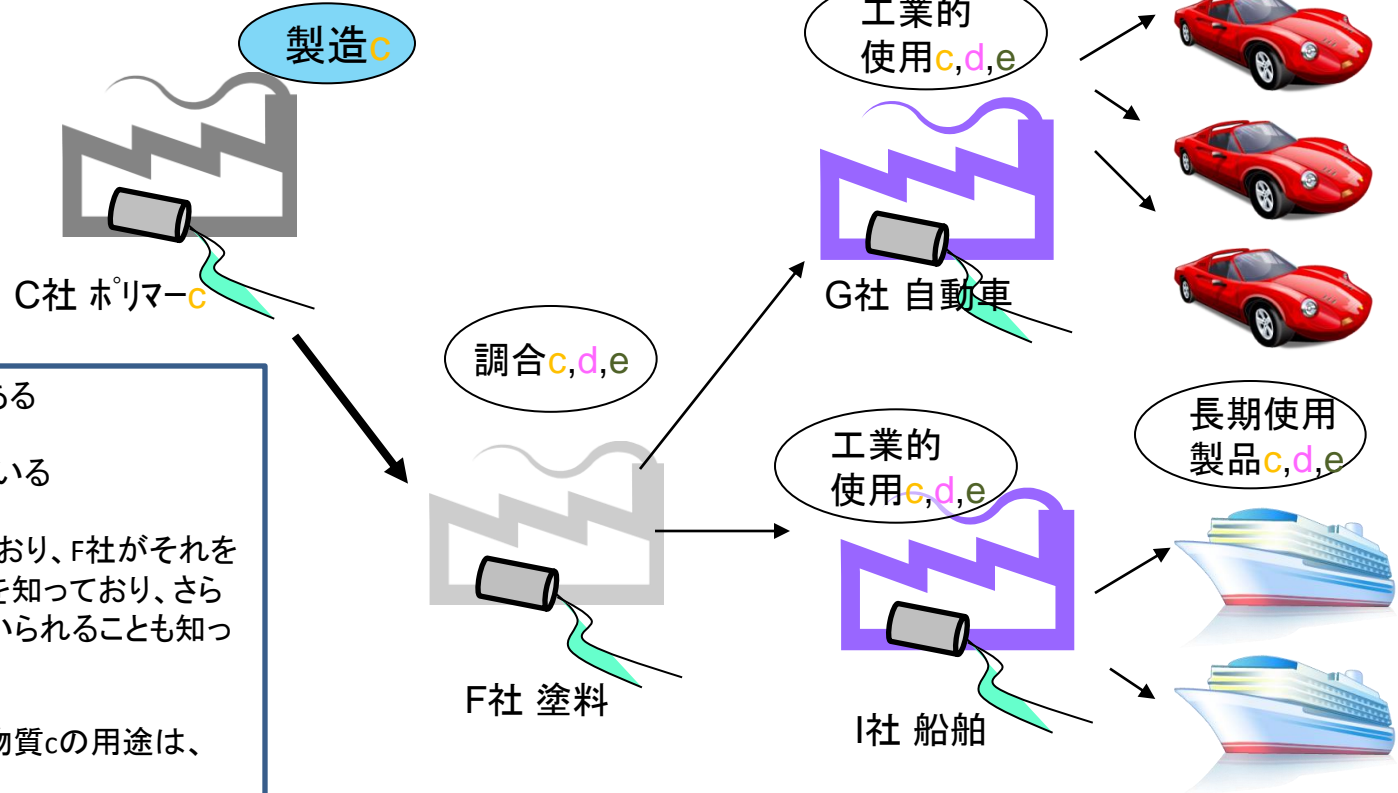 製造c
工業的
使用c,d,e
C社 ポリマーc
G社 自動車
調合c,d,e
長期使用
製品c,d,e
工業的
使用c,d,e
ある
いる
おり、F社がそれを
を知っており、さら
いられることも知っ
物質cの用途は、
F社 塗料
I社 船舶